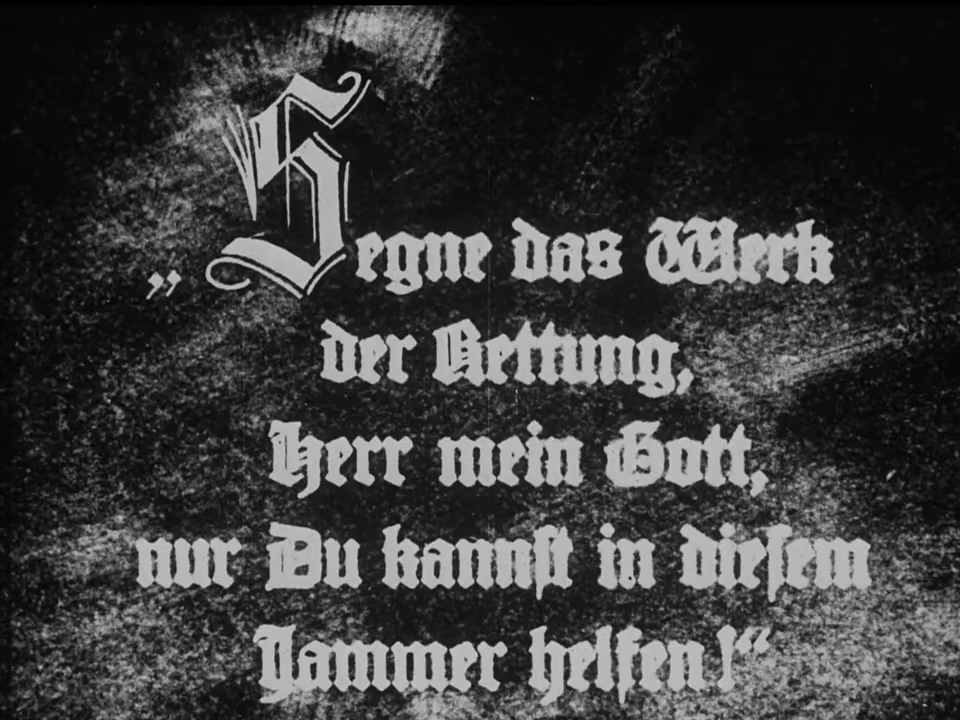 „Segne das Werk
der Rettung,
Herr mein Gott,
nur Du kannſt in dieſem
Jammer helfen!“